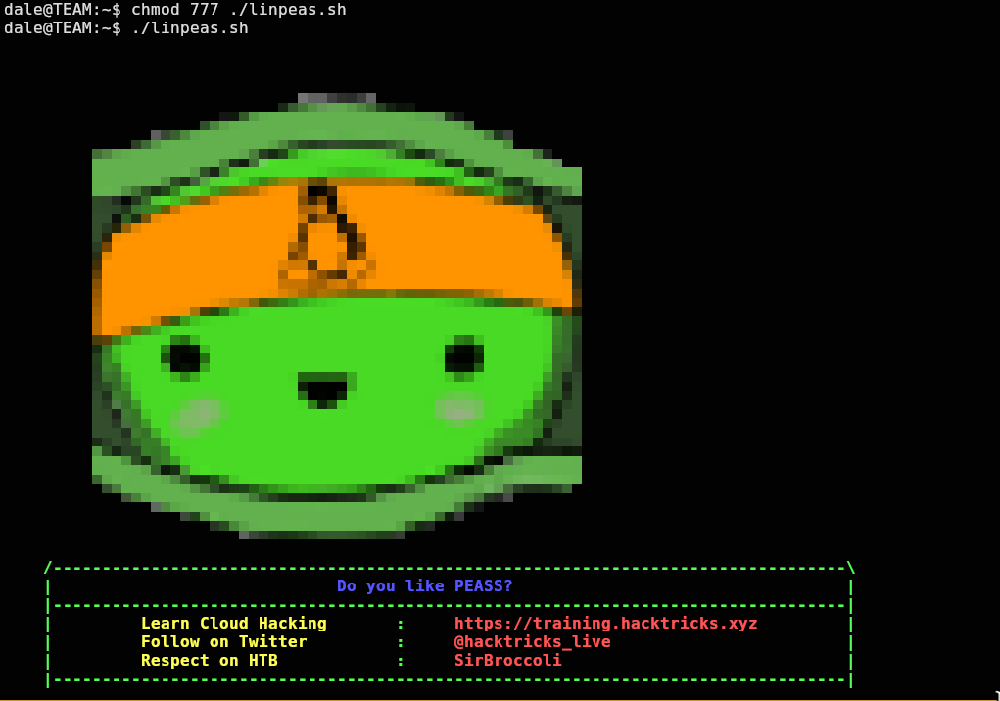 dale@TEAM:~$ chmod 777 ./linpeas.sh
dale@TEAM:~$ ./linpeas.sh
/---------------------------------------------------------------------------------\
|                             Do you like PEASS?                                  |
|---------------------------------------------------------------------------------|
|         Learn Cloud Hacking       :     https://training.hacktricks.xyz         |
|         Follow on Twitter         :     @hacktricks_live                        |
|         Respect on HTB            :     SirBroccoli                             |
|---------------------------------------------------------------------------------|